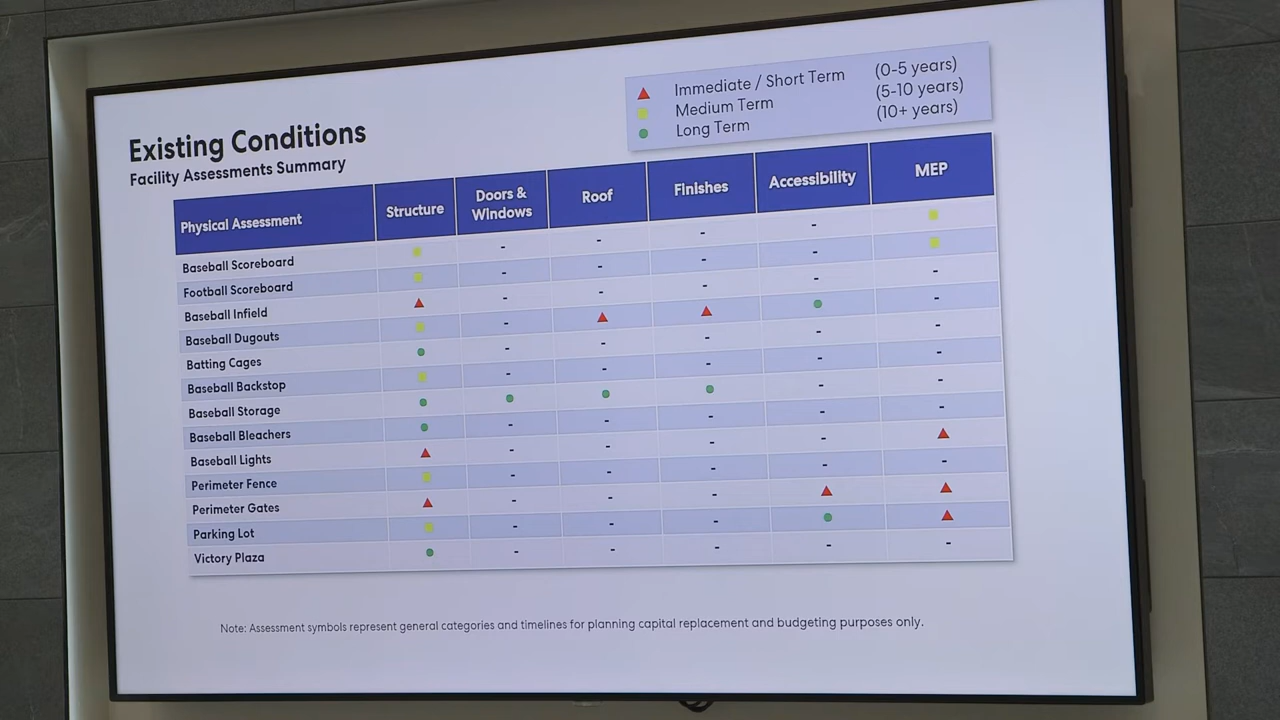 Immediate / Short Term (0-5 years)
Medium Term (5-10 years)
Long Term (10+ years)
Existing Conditions
Facility Assessments Summary
Physical Assessment Structure Doors & Windows Roof Finishes Accessibility MEP
Baseball Scoreboard - - - -
Football Scoreboard - - - -
Baseball Infield - - - - -
Baseball Dugouts - -
Batting Cages - - - - -
Baseball Backstop - - - - -
Baseball Storage - -
Baseball Bleachers - - - - -
Baseball Lights - - - -
Perimeter Fence - - - - -
Perimeter Gates - - -
Parking Lot - - -
Victory Plaza - - - - -
Note: Assessment symbols represent general categories and timelines for planning capital replacement and budgeting purposes only.